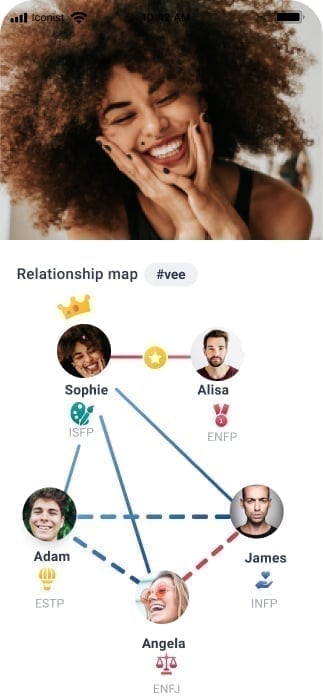 Iconist 10:42 AM
Relationship map #vee
Sophie Alisa
ISFP ENFP
Adam James
ESTP INFP
Angela
ENFJ